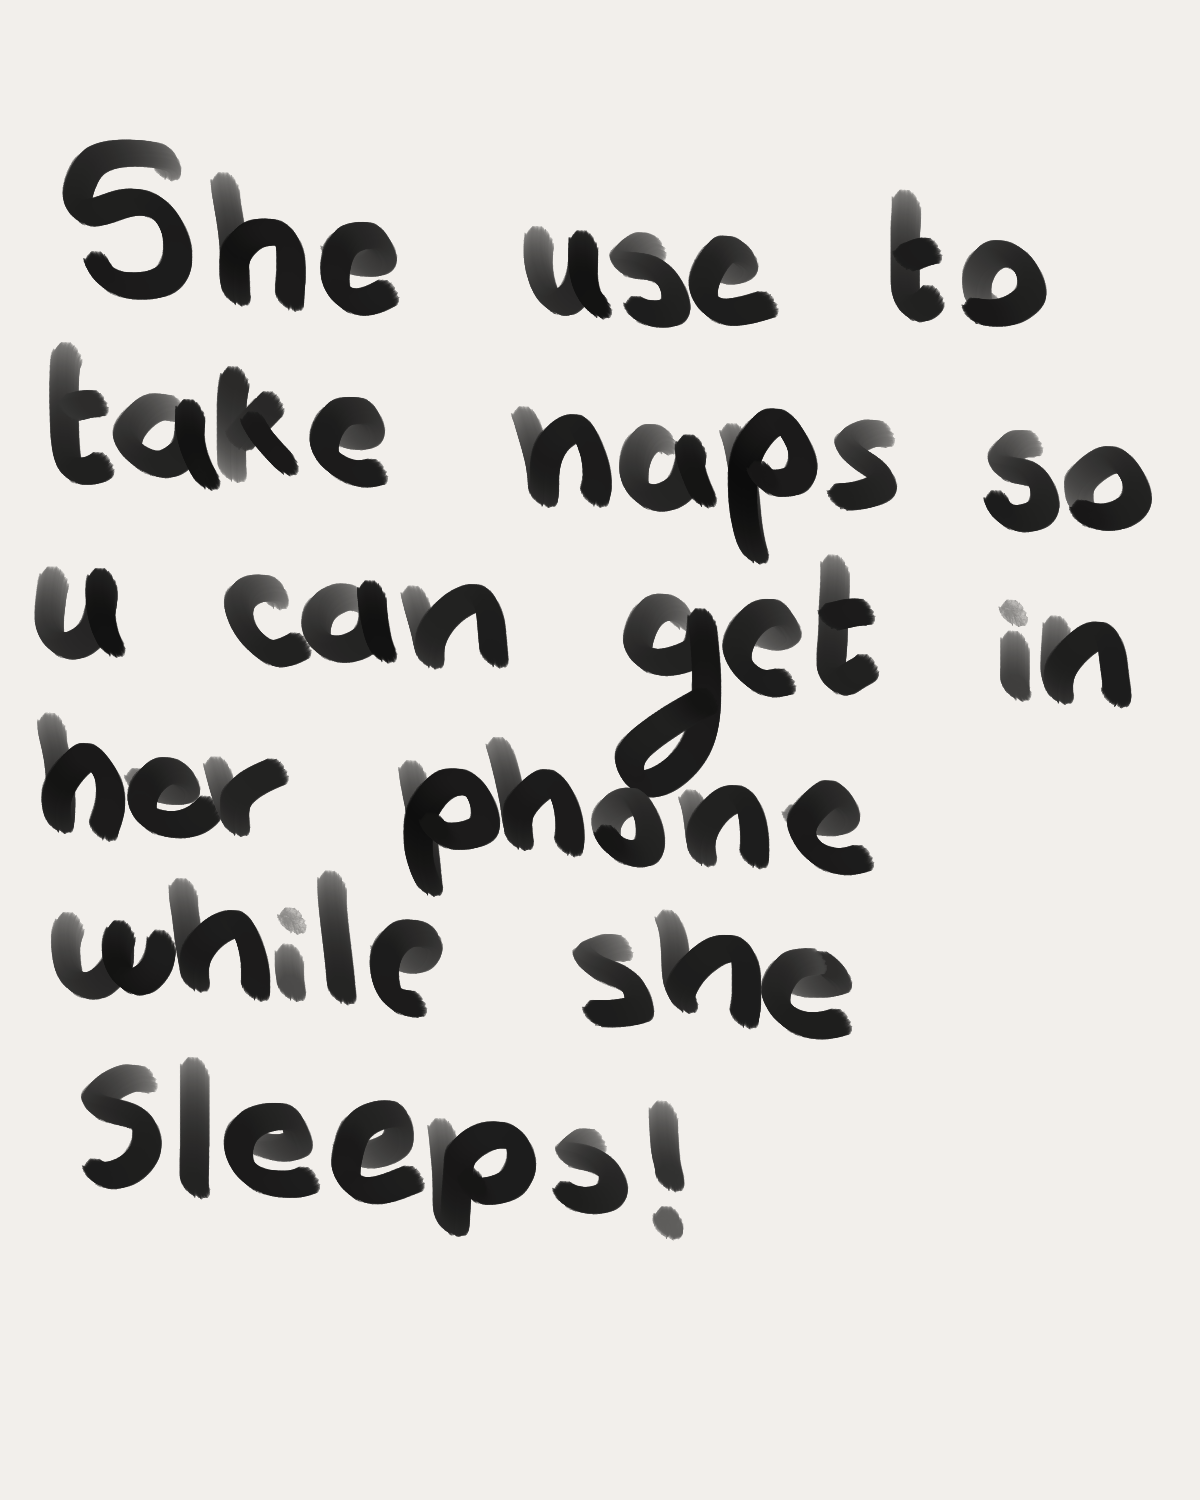 She use to
take naps so
u can get in
her phone
while she
Sleeps!